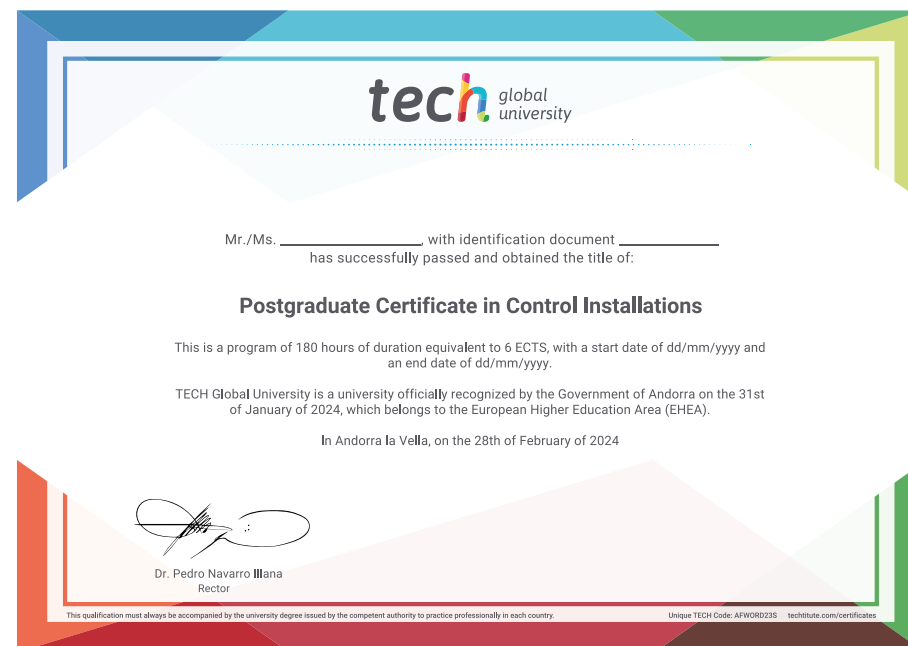 tech global
university
Mr./Ms. ____________________, with identification document ______________
has successfully passed and obtained the title of:
Postgraduate Certificate in Control Installations
This is a program of 180 hours of duration equivalent to 6 ECTS, with a start date of dd/mm/yyyy and
an end date of dd/mm/yyyy.
TECH Global University is a university officially recognized by the Government of Andorra on the 31st
of January of 2024, which belongs to the European Higher Education Area (EHEA).
In Andorra la Vella, on the 28th of February of 2024
Dr. Pedro Navarro Illana
Rector
This qualification must always be accompanied by the university degree issued by the competent authority to practice professionally in each country. Unique TECH Code: AFWORD23S techtitute.com/certificates